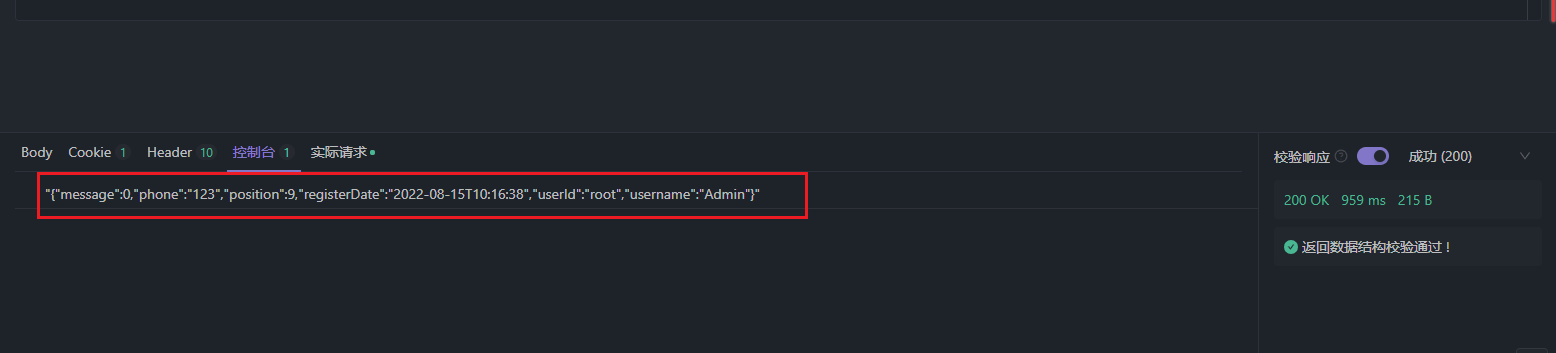 Body Cookie 1 Header 10 控制台 1 实际请求
"{"message":0,"phone":"123","position":9,"registerDate":"2022-08-15T10:16:38","userId":"root","username":"Admin"}"
校验响应 成功 (200)
200 OK 959 ms 215 B
返回数据结构校验通过！